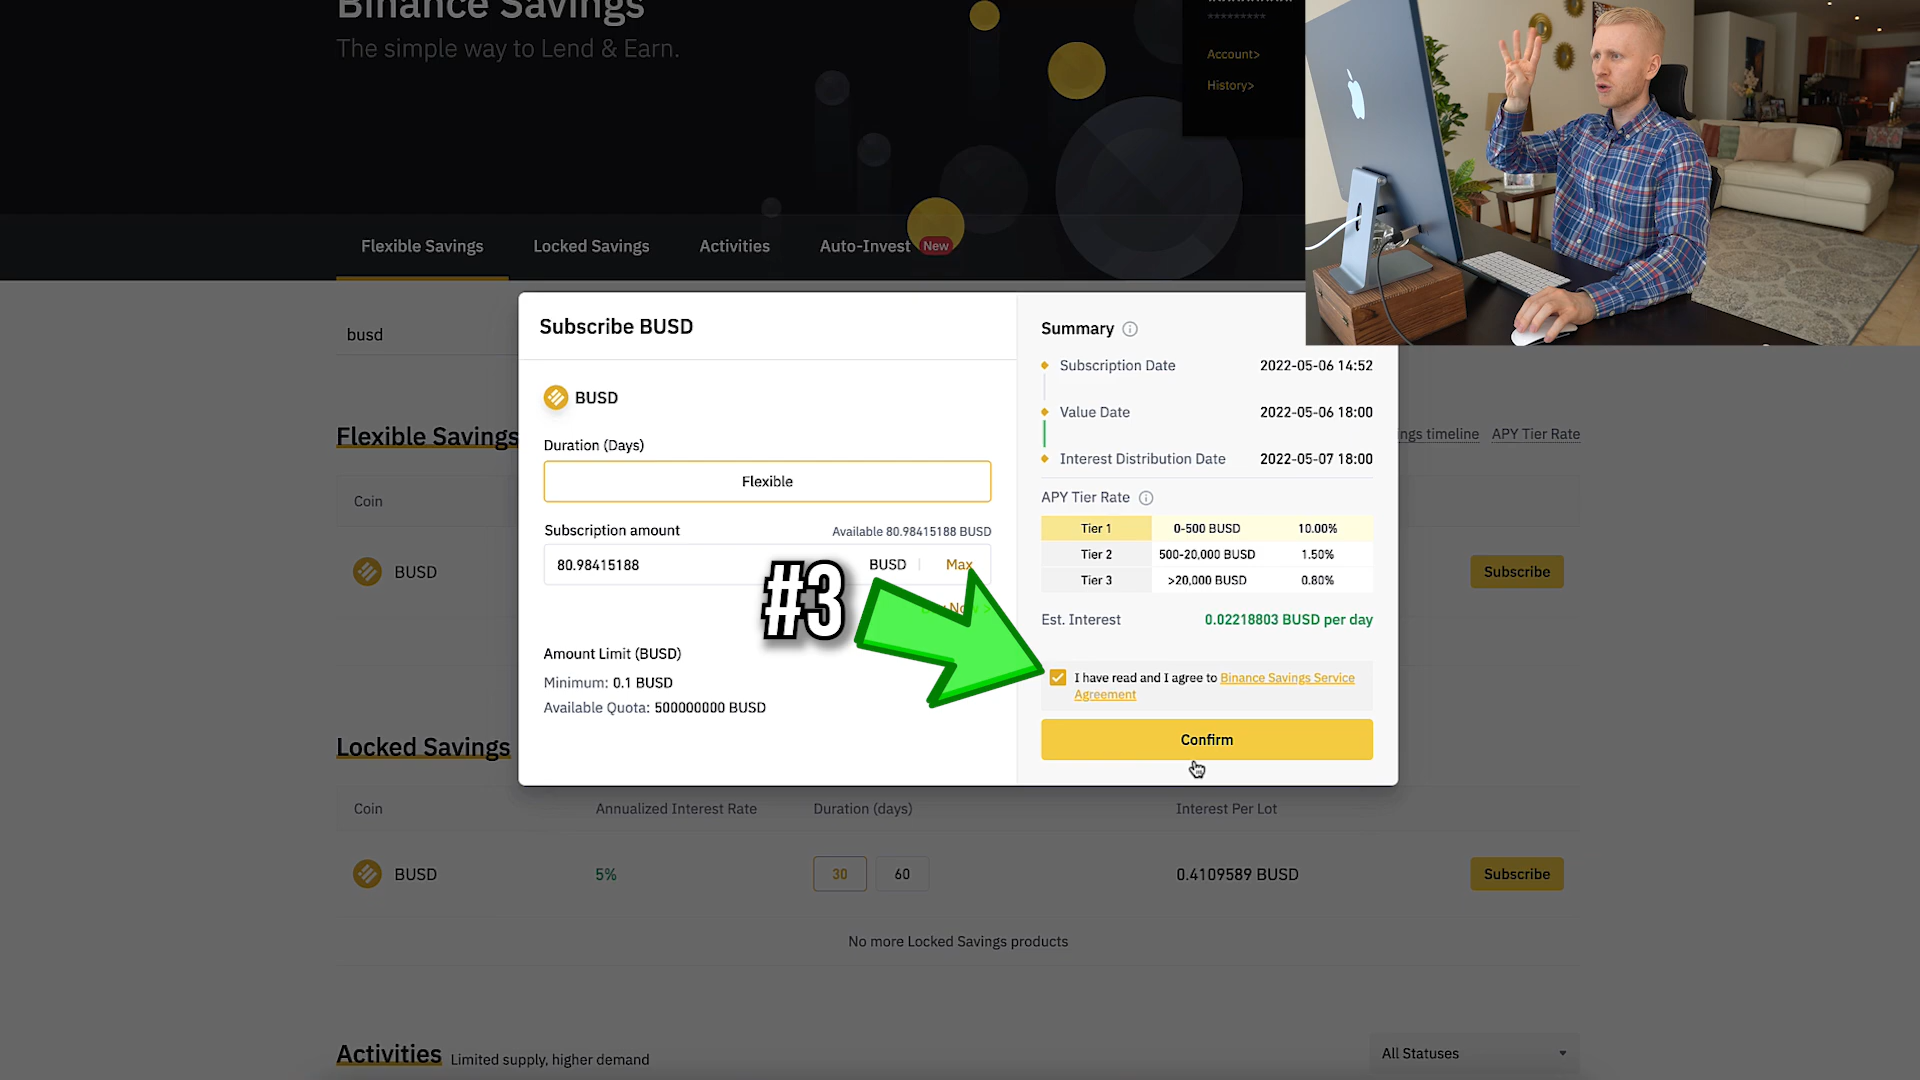 Binance Savings
The simple way to Lend & Earn.
*********
Account>
History>
Flexible Savings
Locked Savings
Activities
Auto-Invest
New
busd
Subscribe BUSD
BUSD
Duration (Days)
Flexible
Subscription amount
Available 80.98415188 BUSD
80.98415188
BUSD
Max
#3
Amount Limit (BUSD)
Minimum: 0.1 BUSD
Available Quota: 500000000 BUSD
Summary
Subscription Date 2022-05-06 14:52
Value Date 2022-05-06 18:00
Interest Distribution Date 2022-05-07 18:00
APY Tier Rate
Tier 1 0-500 BUSD 10.00%
Tier 2 500-20,000 BUSD 1.50%
Tier 3 >20,000 BUSD 0.80%
Est. Interest 0.02218803 BUSD per day
I have read and I agree to Binance Savings Service
Agreement
Confirm
Flexible Savings
timeline
APY Tier Rate
Coin
BUSD
Subscribe
Locked Savings
Coin
Annualized Interest Rate
Duration (days)
Interest Per Lot
BUSD
5%
30
60
0.4109589 BUSD
Subscribe
No more Locked Savings products
Activities
Limited supply, higher demand
All Statuses